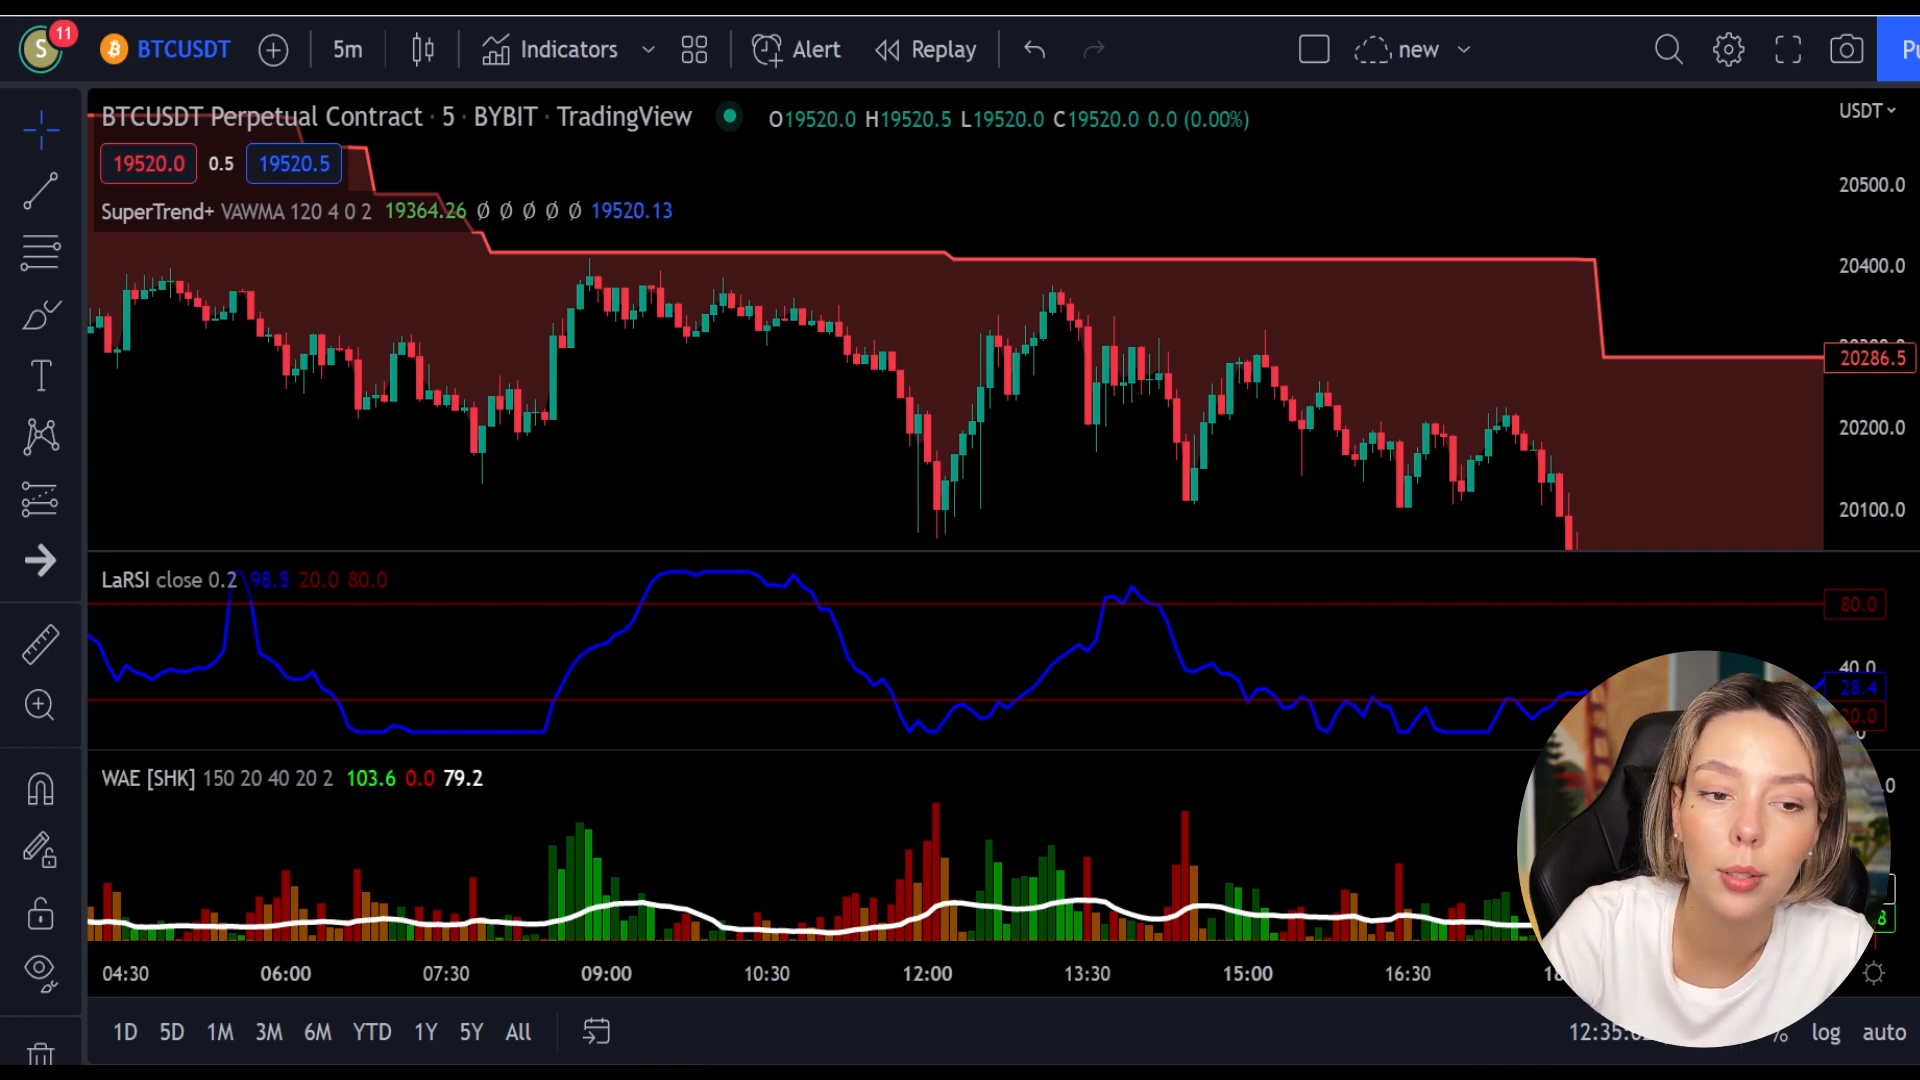 S 11 BTCUSDT 5m Indicators Alert Replay new Pu
BTCUSDT Perpetual Contract · 5 · BYBIT · TradingView O19520.0 H19520.5 L19520.0 C19520.0 0.0 (0.00%) USDT
19520.0 0.5 19520.5
SuperTrend+ VAWMA 120 4 0 2 19364.26 Ø Ø Ø Ø Ø 19520.13
20500.0
20400.0
20286.5
20200.0
20100.0
LaRSI close 0.2 98.5 20.0 80.0
80.0
40.0
28.4
20.0
WAE [SHK] 150 20 40 20 2 103.6 0.0 79.2
04:30 06:00 07:30 09:00 10:30 12:00 13:30 15:00 16:30
1D 5D 1M 3M 6M YTD 1Y 5Y All
% log auto